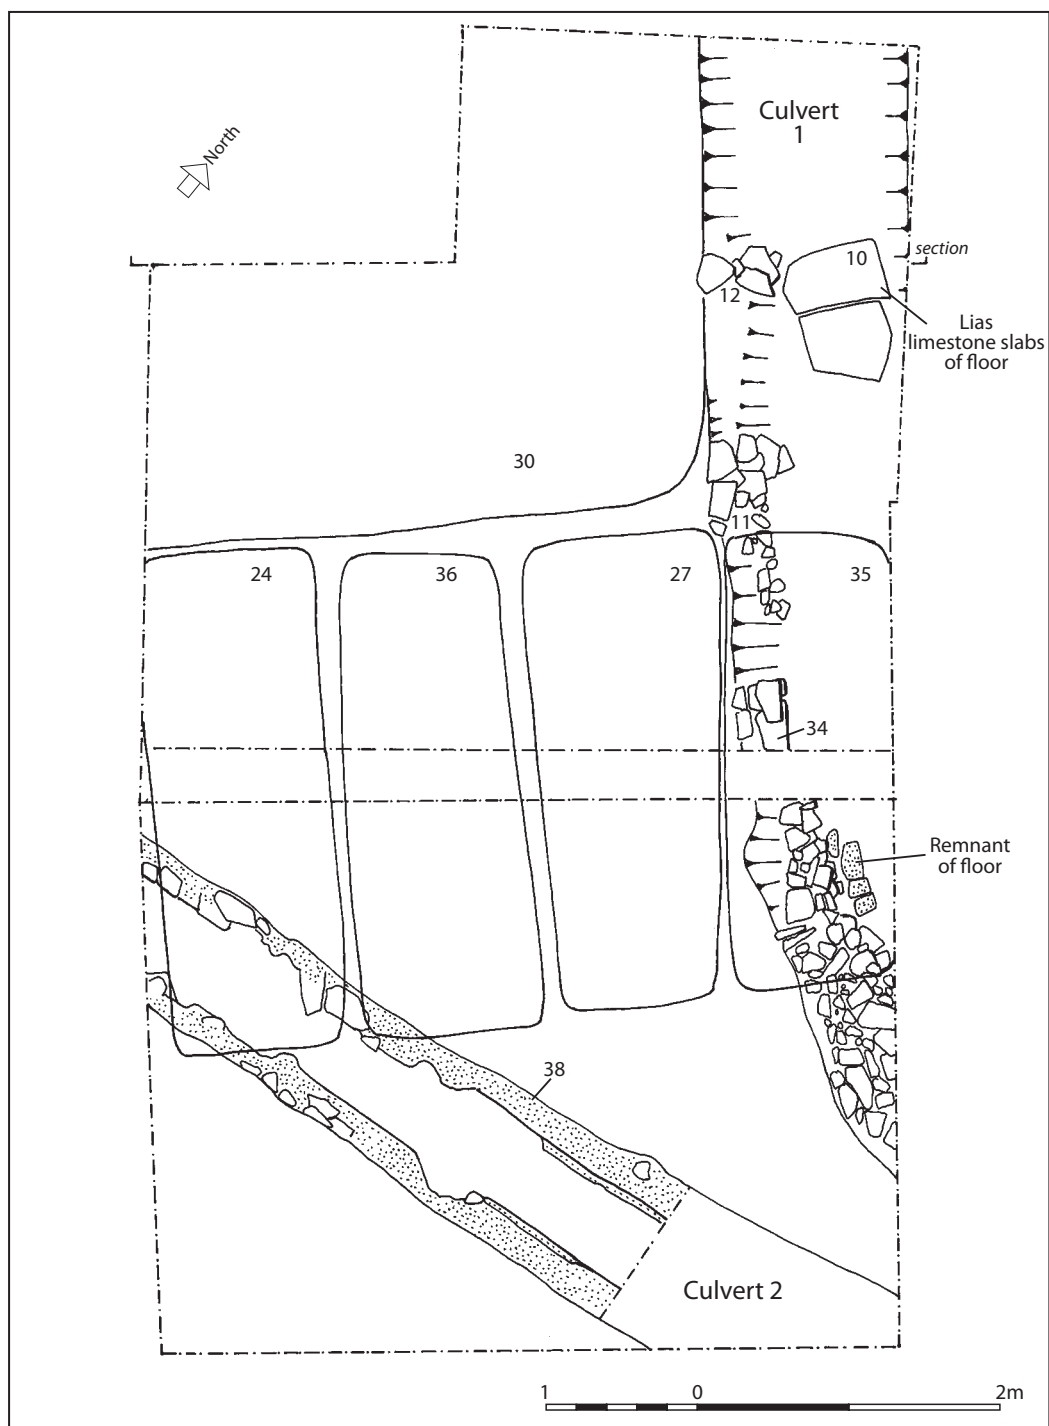 Culvert
1
North
section
10
12
Lias
limestone slabs
of floor
30
11
24
36
27
35
34
Remnant
of floor
38
Culvert 2
1
0
2m